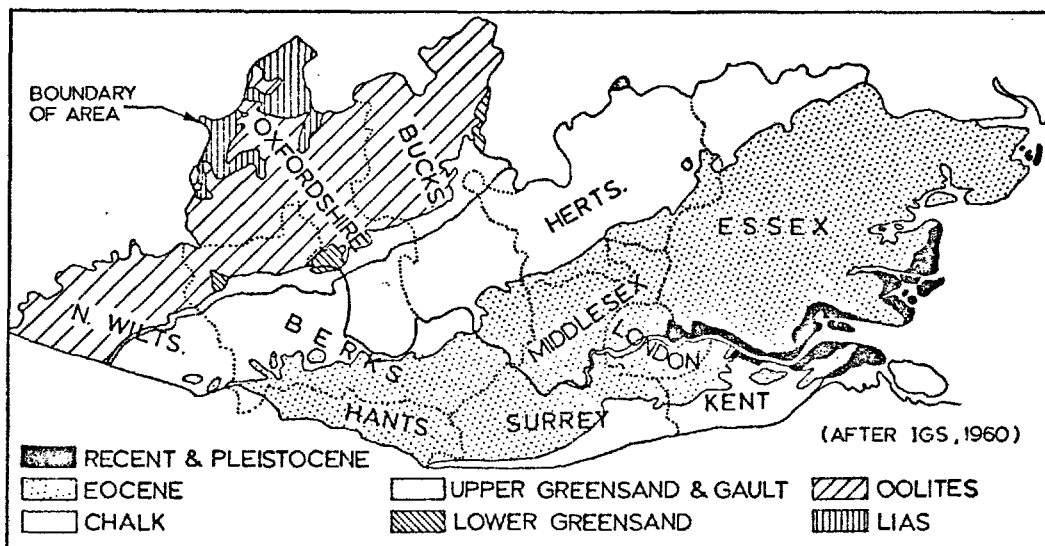 BOUNDARY
OF AREA
OXFORDSHIRE
BUCKS
HERTS.
ESSEX
N. WILTS.
BERKS
MIDDLESEX
LONDON
HANTS
SURREY
KENT
(AFTER IGS, 1960)
RECENT & PLEISTOCENE
EOCENE
UPPER GREENSAND & GAULT
OOLITES
CHALK
LOWER GREENSAND
LIAS